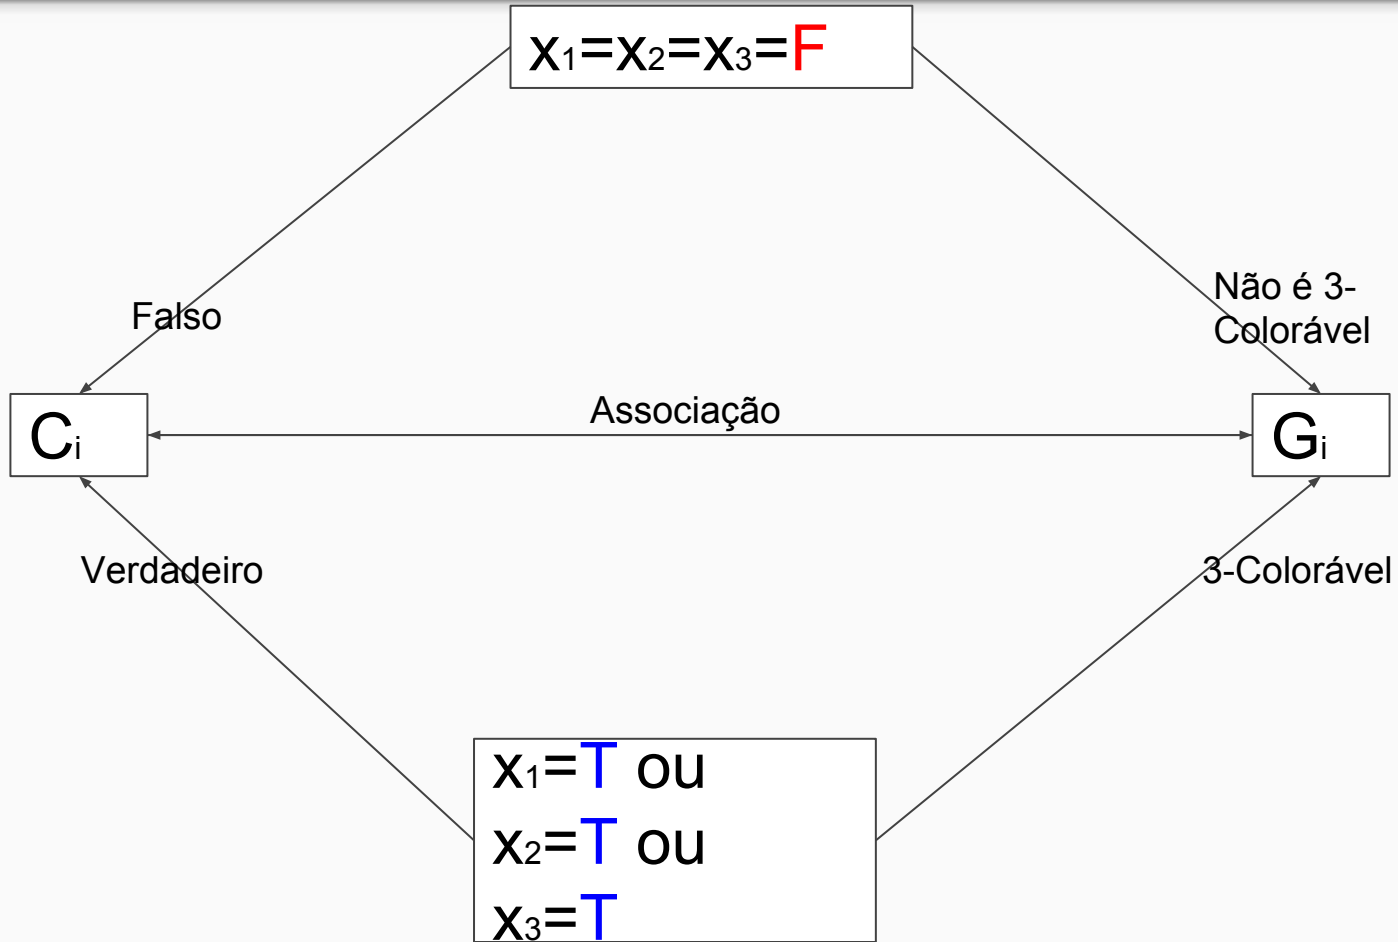 x₁=x₂=x₃=F
Falso
Não é 3-
Colorável
Associação
Cᵢ
Gᵢ
Verdadeiro
3-Colorável
x₁=T ou
x₂=T ou
x₃=T